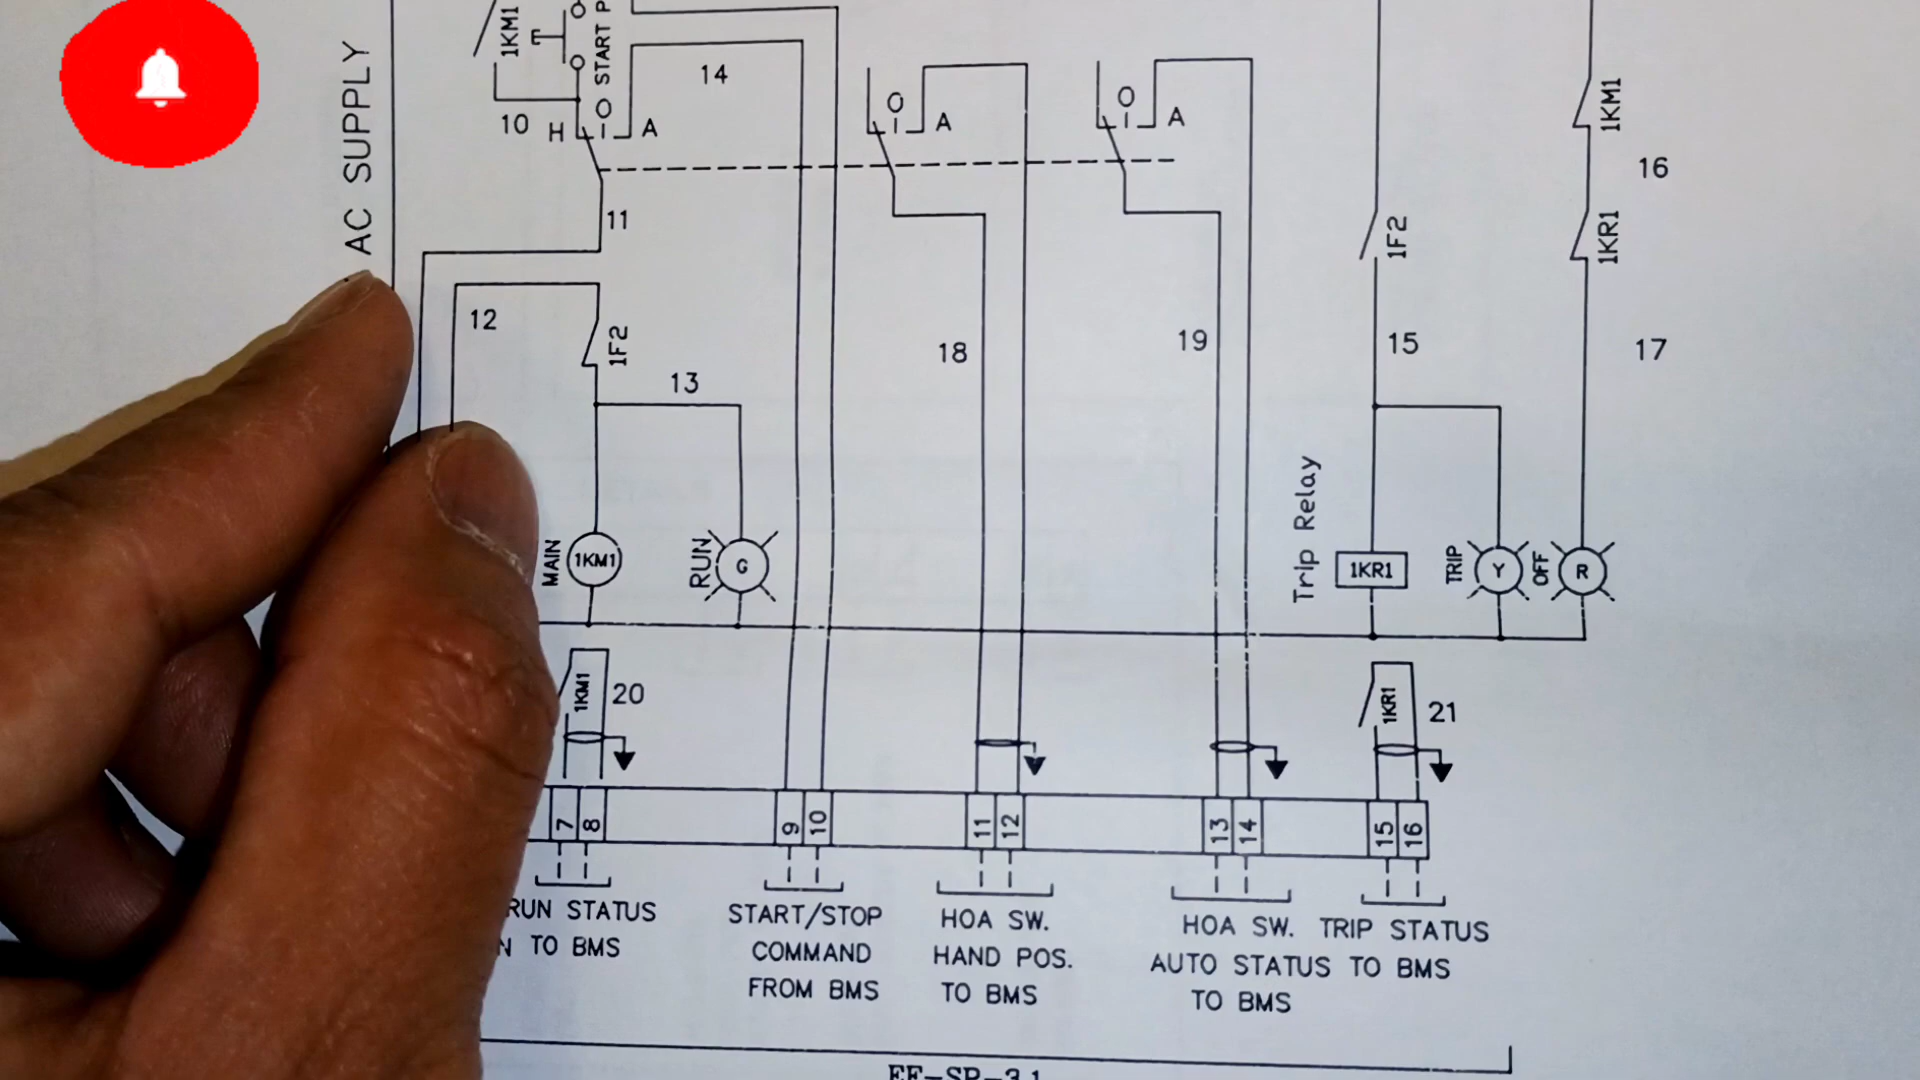 AC SUPPLY
1KM1
E
START P
10
H
O
A
14
O
A
O
A
1KM1
16
11
1F2
1KR1
12
1F2
18
19
15
17
13
MAIN
1KM1
RUN
G
Trip Relay
1KR1
TRIP
Y
OFF
R
1KM1
20
1KR1
21
7
8
9
10
11
12
13
14
15
16
RUN STATUS
N TO BMS
START/STOP
COMMAND
FROM BMS
HOA SW.
HAND POS.
TO BMS
HOA SW.
AUTO STATUS
TO BMS
TRIP STATUS
TO BMS